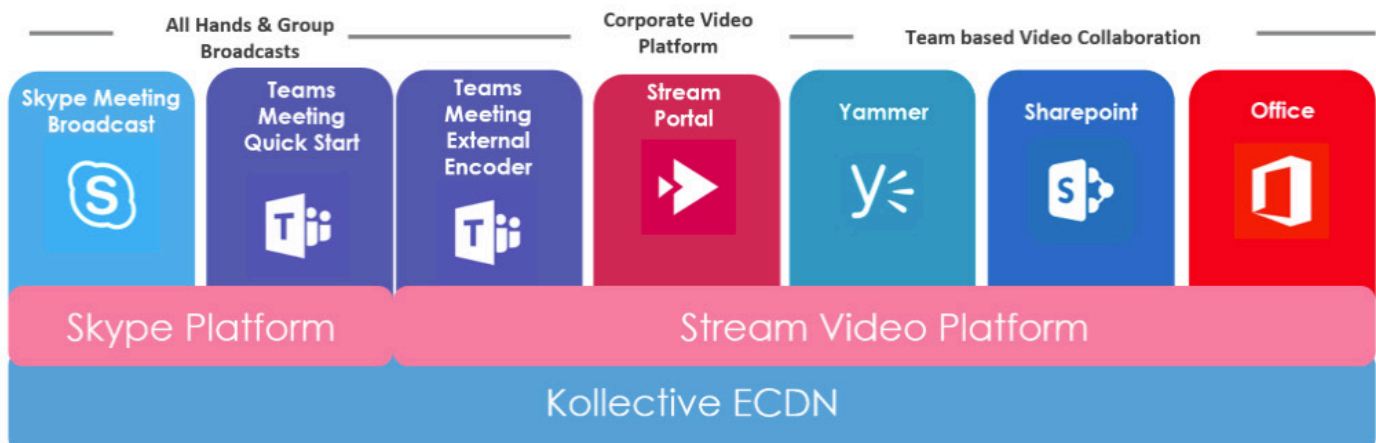 All Hands & Group
Broadcasts
Corporate Video
Platform
Team based Video Collaboration
Skype Meeting
Broadcast
Teams
Meeting
Quick Start
Teams
Meeting
External
Encoder
Stream
Portal
Yammer
Sharepoint
Office
Skype Platform
Stream Video Platform
Kollective ECDN